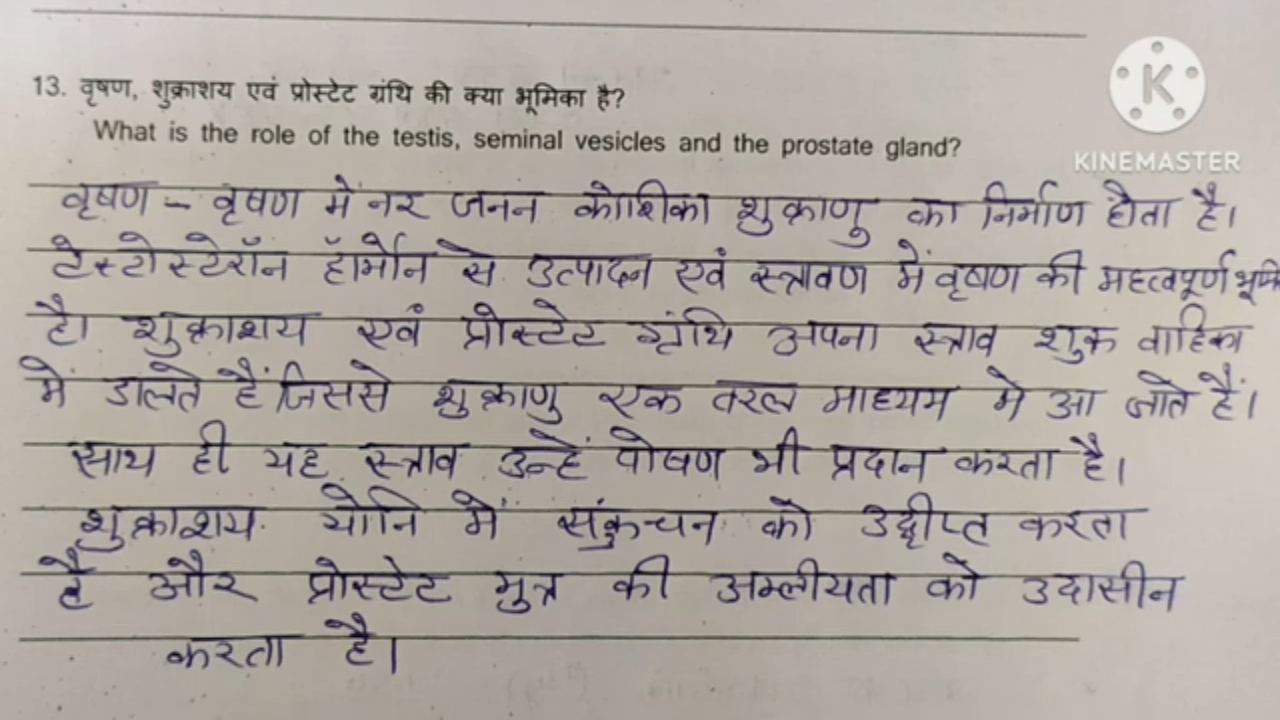 13. वृषण, शुक्राशय एवं प्रोस्टेट ग्रंथि की क्या भूमिका है?
What is the role of the testis, seminal vesicles and the prostate gland?
K
KINEMASTER
वृषण - वृषण में नर जनन कोशिका शुक्राणु का निर्माण होता है।
टेस्टोस्टेरॉन हॉर्मोन से उत्पादन एवं स्त्रावण में वृषण की महत्वपूर्ण भूमि
है। शुक्राशय एवं प्रोस्टेट ग्रंथि अपना स्त्राव शुक्र वाहिका
में डालते हैं जिससे शुक्राणु एक तरल माध्यम मे आ जाते हैं।
साथ ही यह स्त्राव उन्हें पोषण भी प्रदान करता है।
शुक्राशय योनि में संकुचन को उद्दीप्त करता
है और प्रोस्टेट मुत्र की अम्लीयता को उदासीन
करता है।